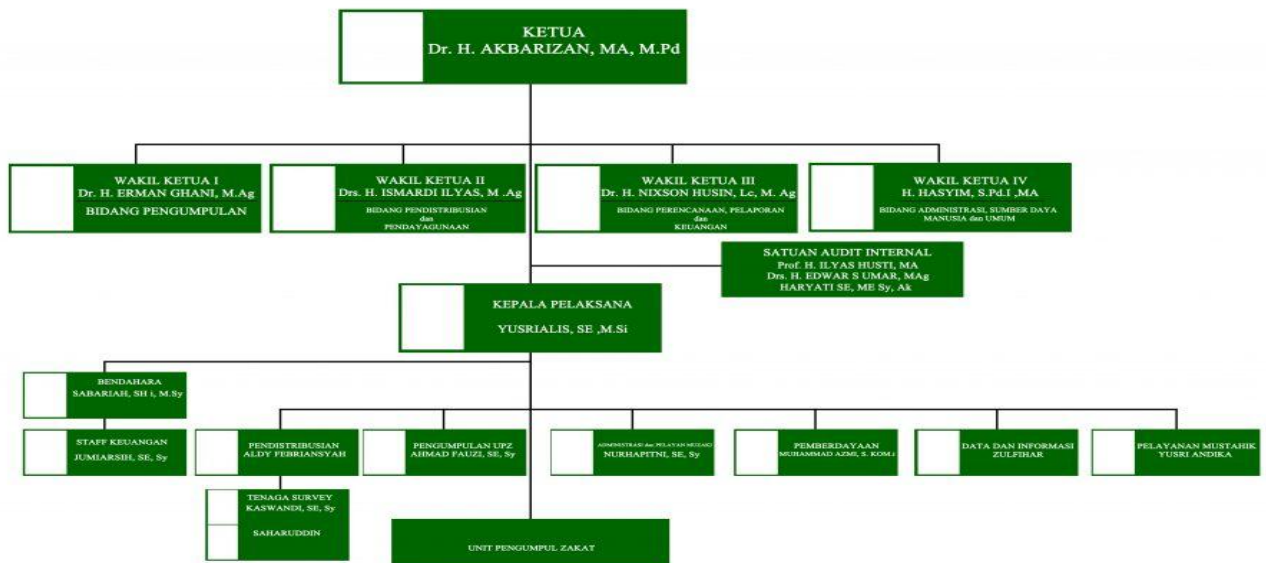 KETUA
Dr. H. AKBARIZAN, MA, M.Pd
WAKIL KETUA I
Dr. H. ERMAN GHANI, M.Ag
BIDANG PENGUMPULAN
WAKIL KETUA II
Drs. H. ISMARDI ILYAS, M .Ag
BIDANG PENDISTRIBUSIAN
dan
PENDAYAGUNAAN
WAKIL KETUA III
Dr. H. NIXSON HUSIN, Lc, M. Ag
BIDANG PERENCANAAN, PELAPORAN
dan
KEUANGAN
WAKIL KETUA IV
H. HASYIM, S.Pd.I ,MA
BIDANG ADMINISTRASI, SUMBER DAYA
MANUSIA dan UMUM
SATUAN AUDIT INTERNAL
Prof. H. ILYAS HUSTI, MA
Drs. H. EDWAR S UMAR, MAg
HARYATI SE, ME Sy, Ak
KEPALA PELAKSANA
YUSRIALIS, SE ,M.Si
BENDAHARA
SABARIAH, SH i, M.Sy
STAFF KEUANGAN
JUMIARSIH, SE, Sy
PENDISTRIBUSIAN
ALDY FEBRIANSYAH
PENGUMPULAN UPZ
AHMAD FAUZI, SE, Sy
ADMINISTRASI dan PELAYAN MUZAKI
NURHAPITNI, SE, Sy
PEMBERDAYAAN
MUHAMMAD AZMI, S. KOM.i
DATA DAN INFORMASI
ZULFIHAR
PELAYANAN MUSTAHIK
YUSRI ANDIKA
TENAGA SURVEY
KASWANDI, SE, Sy
SAHARUDDIN
UNIT PENGUMPUL ZAKAT